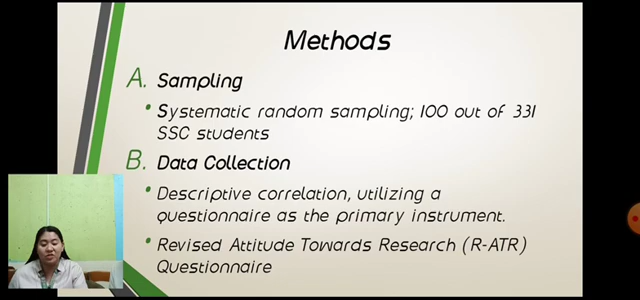 Methods
A. Sampling
• Systematic random sampling; 100 out of 331
SSC students
B. Data Collection
• Descriptive correlation, utilizing a
questionnaire as the primary instrument.
• Revised Attitude Towards Research (R-ATR)
Questionnaire